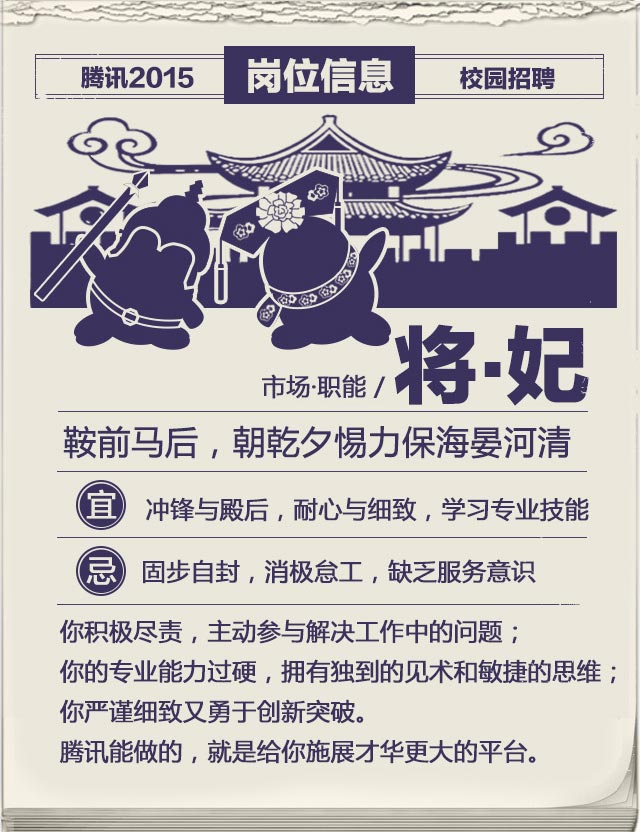 腾讯2015 岗位信息 校园招聘
市场·职能 / 将·妃
鞍前马后，朝乾夕惕力保海晏河清
宜 冲锋与殿后，耐心与细致，学习专业技能
忌 固步自封，消极怠工，缺乏服务意识
你积极尽责，主动参与解决工作中的问题；
你的专业能力过硬，拥有独到的见术和敏捷的思维；
你严谨细致又勇于创新突破。
腾讯能做的，就是给你施展才华更大的平台。